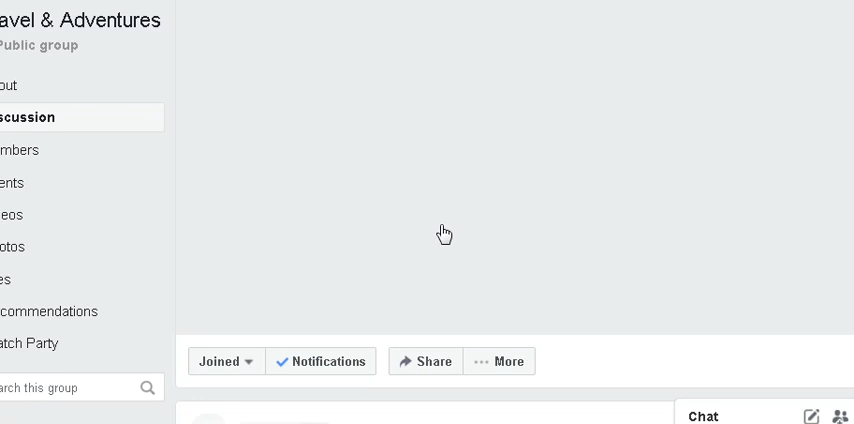 avel & Adventures
Public group
out
scussion
mbers
ents
eos
otos
es
commendations
atch Party
arch this group
Joined
Notifications
Share
More
Chat